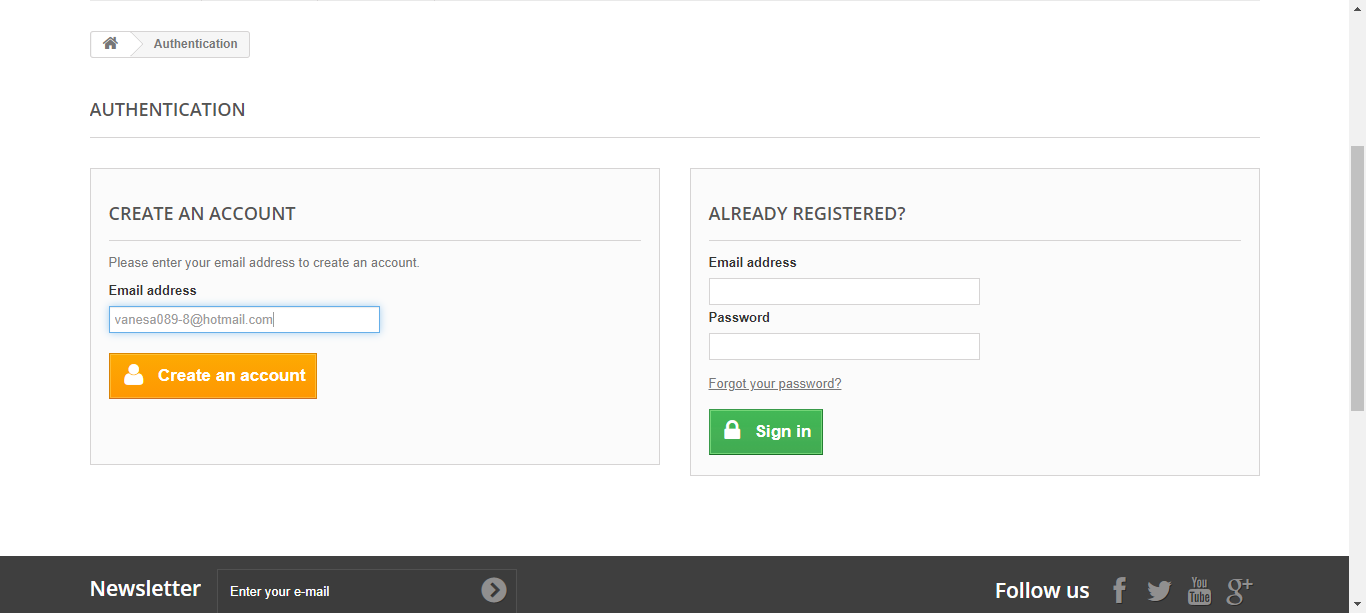 Authentication
AUTHENTICATION
CREATE AN ACCOUNT
Please enter your email address to create an account.
Email address
vanesa089-8@hotmail.com
Create an account
ALREADY REGISTERED?
Email address
Password
Forgot your password?
Sign in
Newsletter
Enter your e-mail
Follow us
f
You
Tube
g+